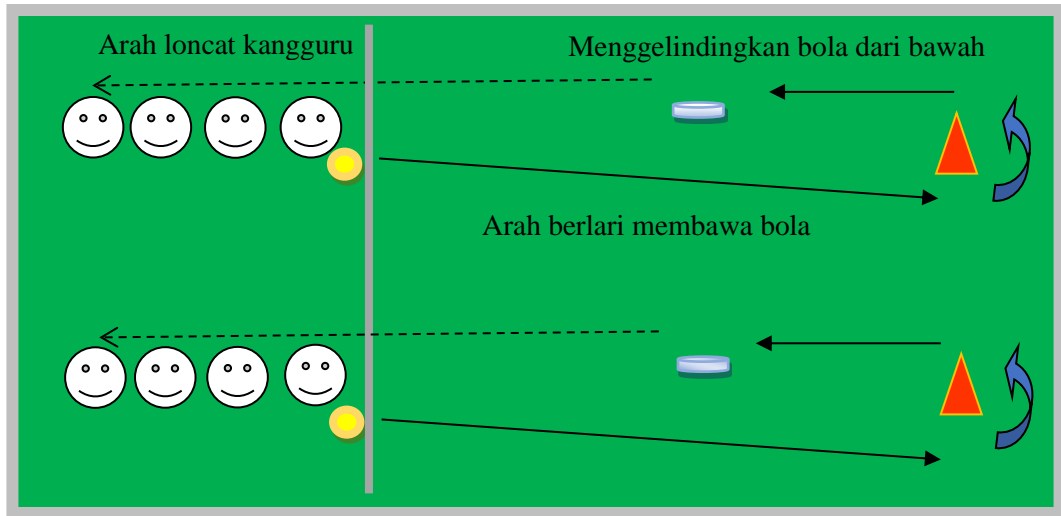 Arah loncat kangguru
Menggelindingkan bola dari bawah
Arah berlari membawa bola